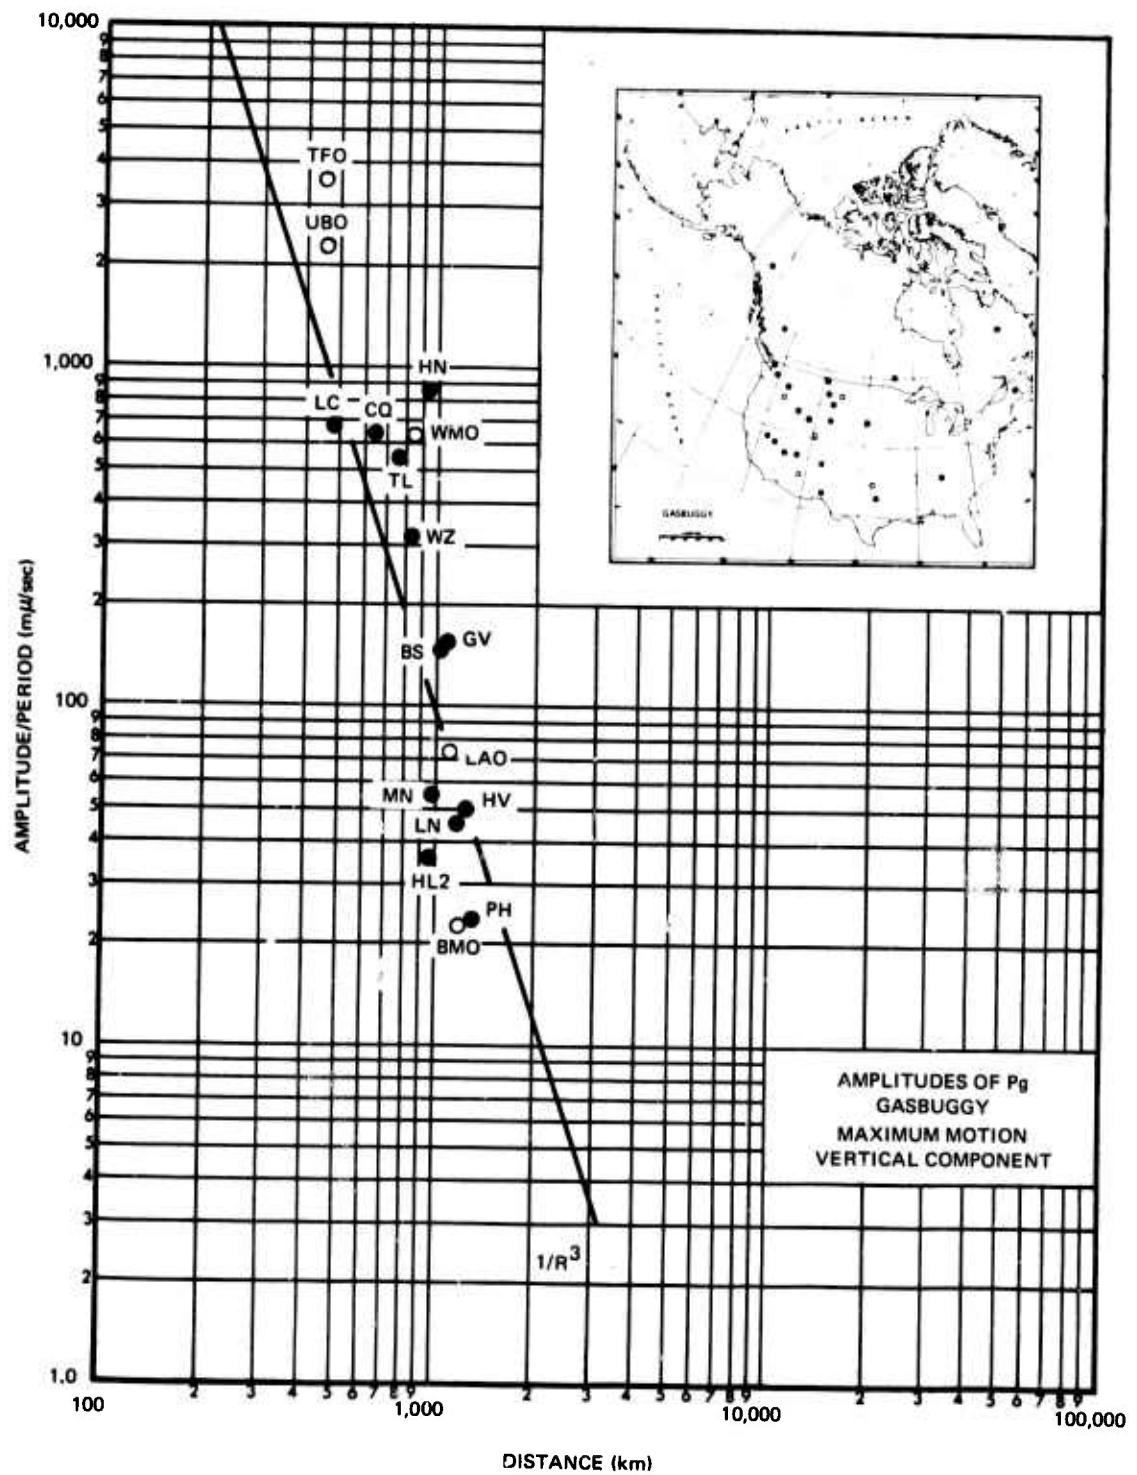 10,000
9
8
7
6
5
4
3
2
1,000
9
8
7
6
5
4
3
2
100
9
8
7
6
5
4
3
2
10
9
8
7
6
5
4
3
2
1.0
AMPLITUDE/PERIOD (mμ/sec)
TFO
UBO
HN
LC
CQ
WMO
TL
WZ
GV
BS
LAO
MN
HV
LN
HL2
PH
BMO
1/R³
GASBUGGY
AMPLITUDES OF Pg
GASBUGGY
MAXIMUM MOTION
VERTICAL COMPONENT
2 3 4 5 6 7 8 9 2 3 4 5 6 7 8 9 2 3 4 5 6 7 8 9
100 1,000 10,000 100,000
DISTANCE (km)